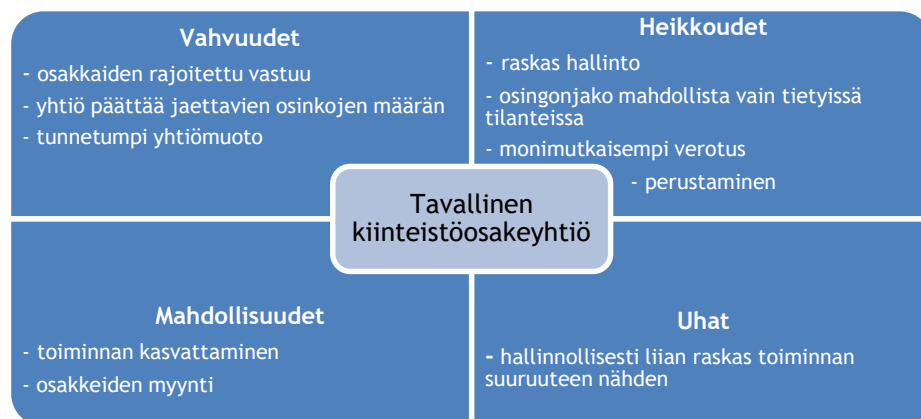 Vahvuudet
- osakkaiden rajoitettu vastuu
- yhtiö päättää jaettavien osinkojen määrän
- tunnetumpi yhtiömuoto
Heikkoudet
- raskas hallinto
- osingonjako mahdollista vain tietyissä
tilanteissa
- monimutkaisempi verotus
- perustaminen
Tavallinen
kiinteistöosakeyhtiö
Mahdollisuudet
- toiminnan kasvattaminen
- osakkeiden myynti
Uhat
- hallinnollisesti liian raskas toiminnan
suuruuteen nähden